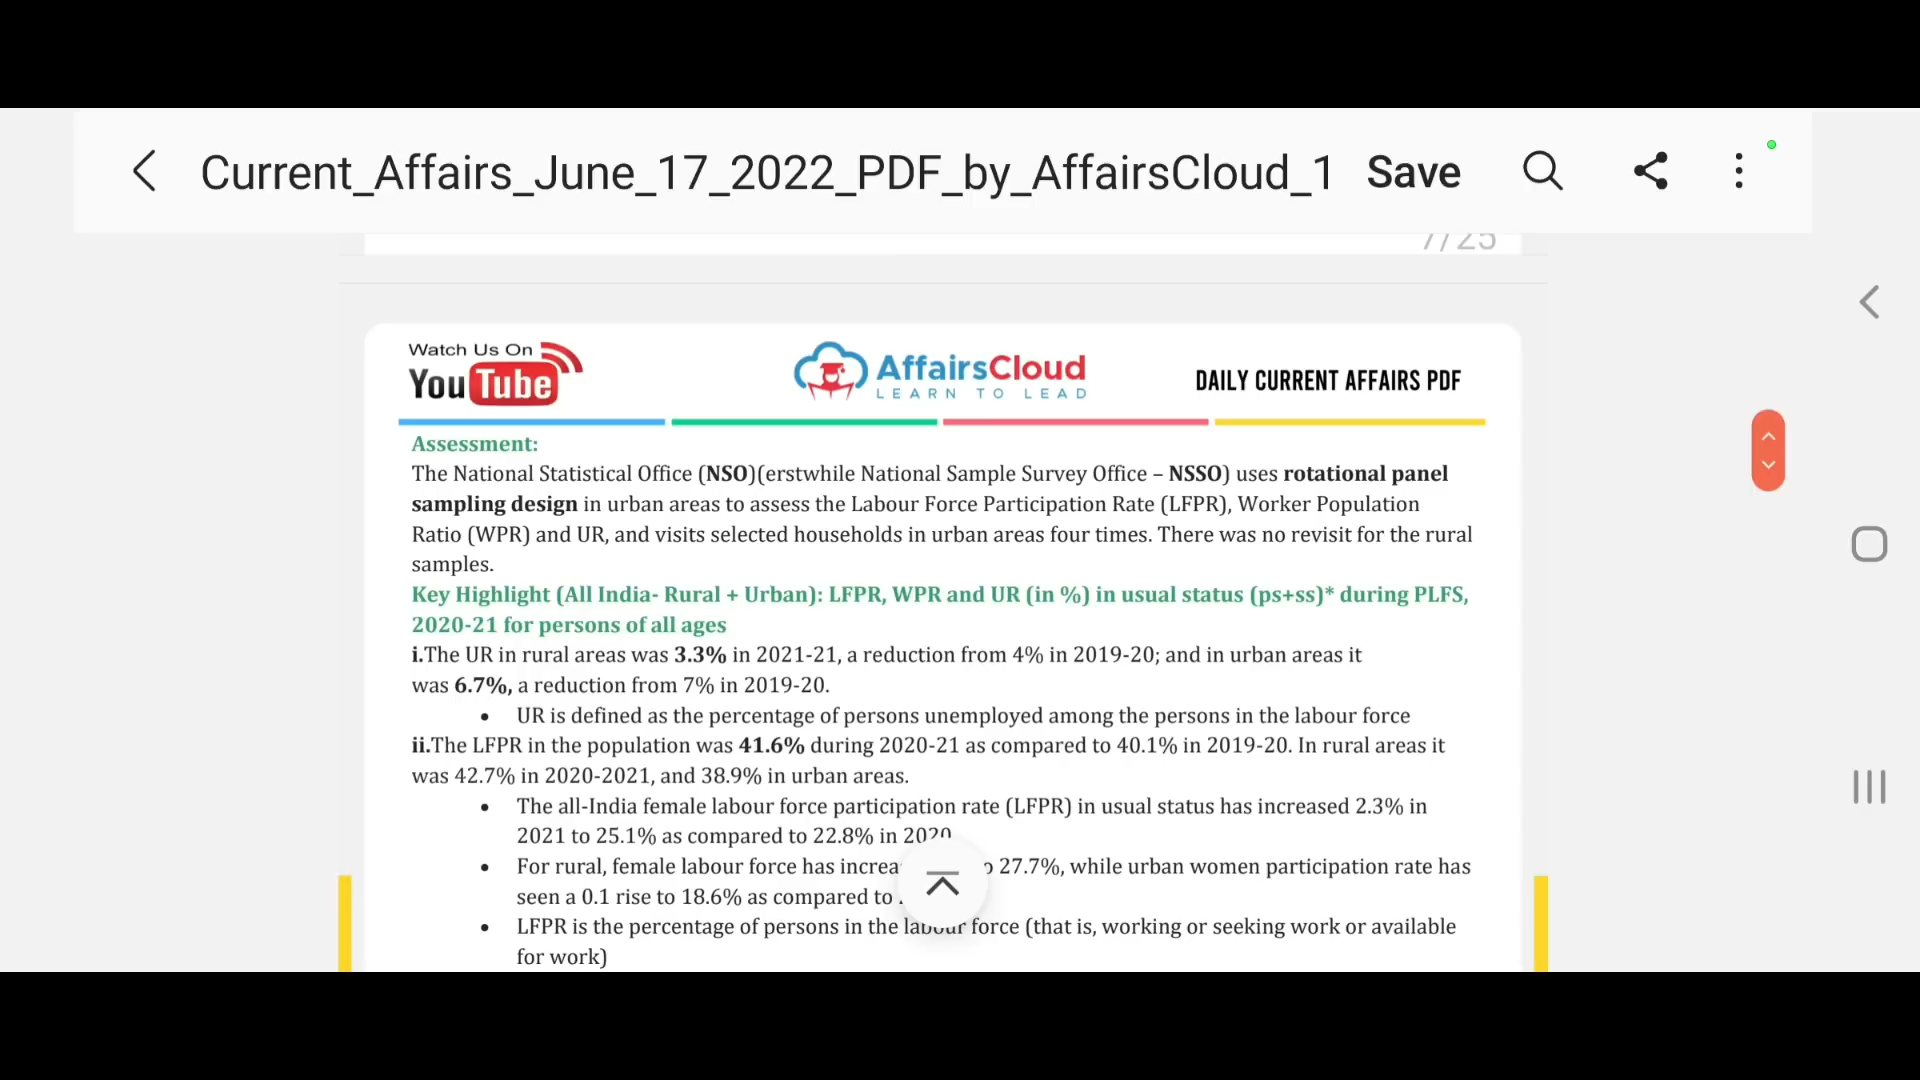 Current_Affairs_June_17_2022_PDF_by_AffairsCloud_1 Save
7/25
Watch Us On
YouTube
AffairsCloud
LEARN TO LEAD
DAILY CURRENT AFFAIRS PDF
Assessment:
The National Statistical Office (NSO)(erstwhile National Sample Survey Office – NSSO) uses rotational panel
sampling design in urban areas to assess the Labour Force Participation Rate (LFPR), Worker Population
Ratio (WPR) and UR, and visits selected households in urban areas four times. There was no revisit for the rural
samples.
Key Highlight (All India- Rural + Urban): LFPR, WPR and UR (in %) in usual status (ps+ss)* during PLFS,
2020-21 for persons of all ages
i.The UR in rural areas was 3.3% in 2021-21, a reduction from 4% in 2019-20; and in urban areas it
was 6.7%, a reduction from 7% in 2019-20.
• UR is defined as the percentage of persons unemployed among the persons in the labour force
ii.The LFPR in the population was 41.6% during 2020-21 as compared to 40.1% in 2019-20. In rural areas it
was 42.7% in 2020-2021, and 38.9% in urban areas.
• The all-India female labour force participation rate (LFPR) in usual status has increased 2.3% in
2021 to 25.1% as compared to 22.8% in 2020
• For rural, female labour force has 27.7%, while urban women participation rate has
seen a 0.1 rise to 18.6% as compared to
• LFPR is the percentage of persons in the labour force (that is, working or seeking work or available
for work)